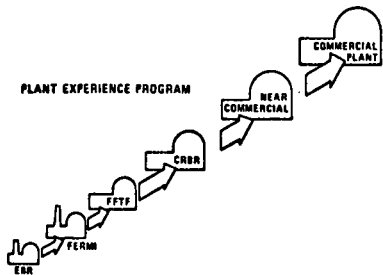 COMMERCIAL
PLANT
PLANT EXPERIENCE PROGRAM
NEAR
COMMERCIAL
CRBR
FFTF
FERMI
EBR